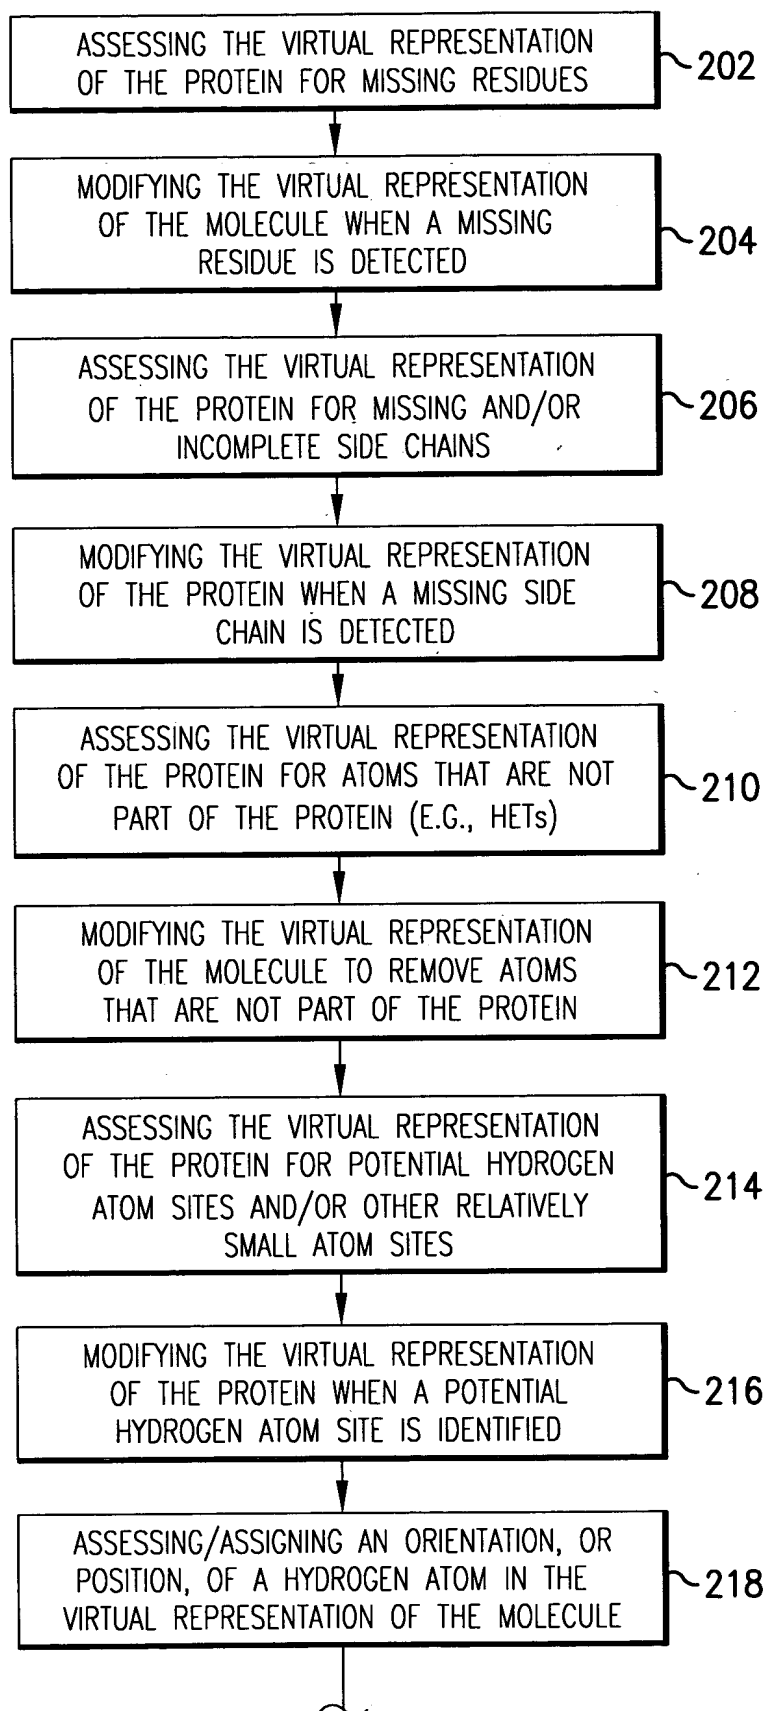 ASSESSING THE VIRTUAL REPRESENTATION
OF THE PROTEIN FOR MISSING RESIDUES
202
MODIFYING THE VIRTUAL REPRESENTATION
OF THE MOLECULE WHEN A MISSING
RESIDUE IS DETECTED
204
ASSESSING THE VIRTUAL REPRESENTATION
OF THE PROTEIN FOR MISSING AND/OR
INCOMPLETE SIDE CHAINS
206
MODIFYING THE VIRTUAL REPRESENTATION
OF THE PROTEIN WHEN A MISSING SIDE
CHAIN IS DETECTED
208
ASSESSING THE VIRTUAL REPRESENTATION
OF THE PROTEIN FOR ATOMS THAT ARE NOT
PART OF THE PROTEIN (E.G., HETs)
210
MODIFYING THE VIRTUAL REPRESENTATION
OF THE MOLECULE TO REMOVE ATOMS
THAT ARE NOT PART OF THE PROTEIN
212
ASSESSING THE VIRTUAL REPRESENTATION
OF THE PROTEIN FOR POTENTIAL HYDROGEN
ATOM SITES AND/OR OTHER RELATIVELY
SMALL ATOM SITES
214
MODIFYING THE VIRTUAL REPRESENTATION
OF THE PROTEIN WHEN A POTENTIAL
HYDROGEN ATOM SITE IS IDENTIFIED
216
ASSESSING/ASSIGNING AN ORIENTATION, OR
POSITION, OF A HYDROGEN ATOM IN THE
VIRTUAL REPRESENTATION OF THE MOLECULE
218